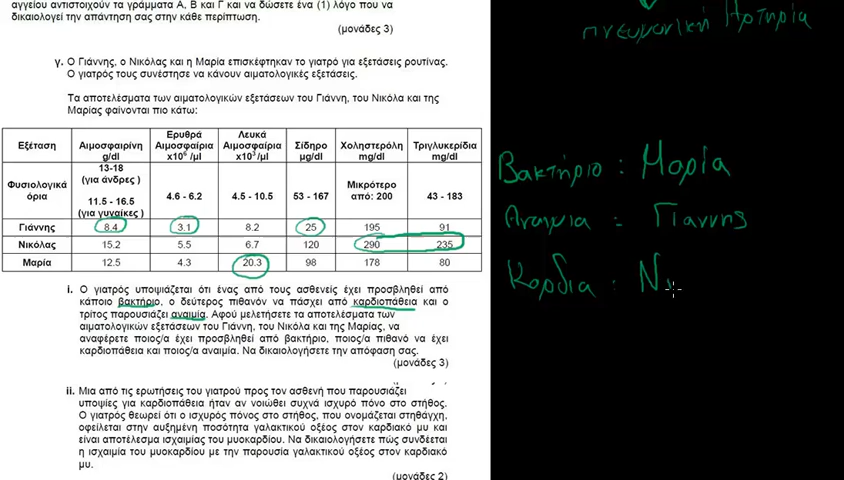 αγγείου αντιστοιχούν τα γράμματα Α, Β και Γ και να δώσετε ένα (1) λόγο που να
δικαιολογεί την απάντηση σας στην κάθε περίπτωση.
(μονάδες 3)
γ. Ο Γιάννης, ο Νικόλας και η Μαρία επισκέφτηκαν το γιατρό για εξετάσεις ρουτίνας.
Ο γιατρός τους συνέστησε να κάνουν αιματολογικές εξετάσεις.
Τα αποτελέσματα των αιματολογικών εξετάσεων του Γιάννη, του Νικόλα και της
Μαρίας φαίνονται πιο κάτω:
Εξέταση Αιμοσφαιρίνη g/dl Ερυθρά Αιμοσφαίρια x10⁶ /μl Λευκά Αιμοσφαίρια x10³ /μl Σίδηρο μg/dl Χοληστερόλη mg/dl Τριγλυκερίδια mg/dl
Φυσιολογικά όρια 13-18 (για άνδρες ) 11.5 - 16.5 (για γυναίκες ) 4.6 - 6.2 4.5 - 10.5 53 - 167 Μικρότερο από: 200 43 - 183
Γιάννης 8.4 3.1 8.2 25 195 91
Νικόλας 15.2 5.5 6.7 120 290 235
Μαρία 12.5 4.3 20.3 98 178 80
i. Ο γιατρός υποψιάζεται ότι ένας από τους ασθενείς έχει προσβληθεί από
κάποιο βακτήριο, ο δεύτερος πιθανόν να πάσχει από καρδιοπάθεια και ο
τρίτος παρουσιάζει αναιμία. Αφού μελετήσετε τα αποτελέσματα των
αιματολογικών εξετάσεων του Γιάννη, του Νικόλα και της Μαρίας, να
αναφέρετε ποιος/α έχει προσβληθεί από βακτήριο, ποιος/α πιθανό να έχει
καρδιοπάθεια και ποιος/α αναιμία. Να δικαιολογήσετε την απόφαση σας.
(μονάδες 3)
ii. Μια από τις ερωτήσεις του γιατρού προς τον ασθενή που παρουσιάζει
υποψίες για καρδιοπάθεια ήταν αν νοιώθει συχνά ισχυρό πόνο στο στήθος.
Ο γιατρός θεωρεί ότι ο ισχυρός πόνος στο στήθος, που ονομάζεται στηθάγχη,
οφείλεται στην αυξημένη ποσότητα γαλακτικού οξέος στον καρδιακό μυ και
είναι αποτέλεσμα ισχαιμίας του μυοκαρδίου. Να δικαιολογήσετε πώς συνδέεται
η ισχαιμία του μυοκαρδίου με την παρουσία γαλακτικού οξέος στον καρδιακό
μυ.
(μονάδες 2)
πνευμονική Αρτηρία
Βακτήριο : Μαρία
Αναιμια : Γιαννης
Καρδια : Νι